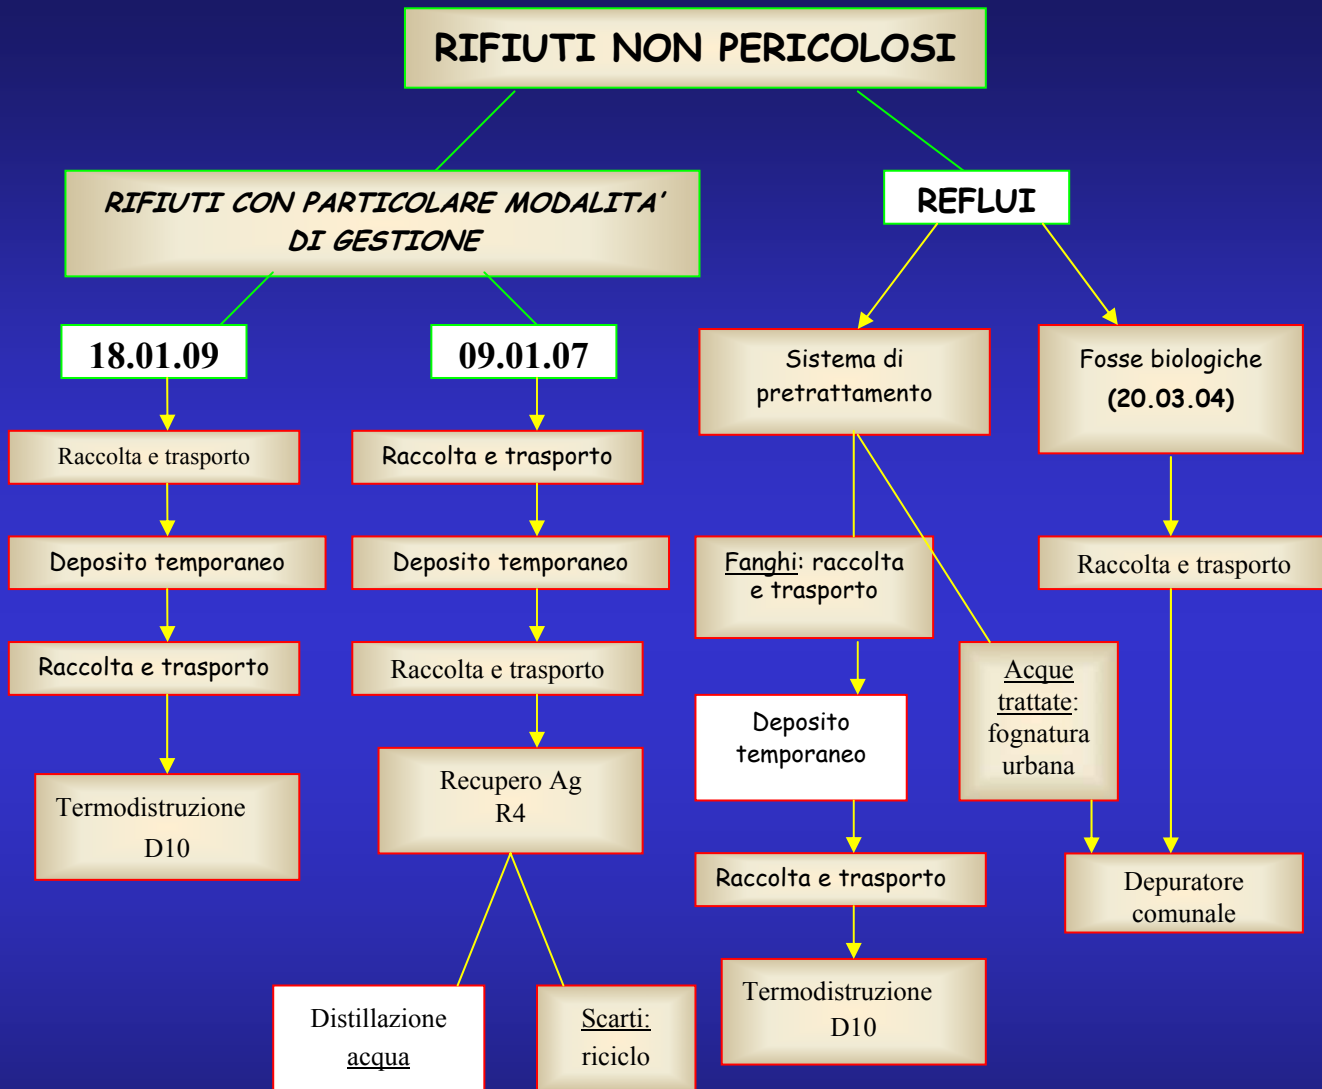 RIFIUTI NON PERICOLOSI
RIFIUTI CON PARTICOLARE MODALITA'
DI GESTIONE
REFLUI
18.01.09
09.01.07
Sistema di
pretrattamento
Fosse biologiche
(20.03.04)
Raccolta e trasporto
Raccolta e trasporto
Deposito temporaneo
Deposito temporaneo
Fanghi: raccolta
e trasporto
Raccolta e trasporto
Raccolta e trasporto
Raccolta e trasporto
Acque
trattate:
fognatura
urbana
Deposito
temporaneo
Termodistruzione
D10
Recupero Ag
R4
Raccolta e trasporto
Depuratore
comunale
Distillazione
acqua
Scarti:
riciclo
Termodistruzione
D10